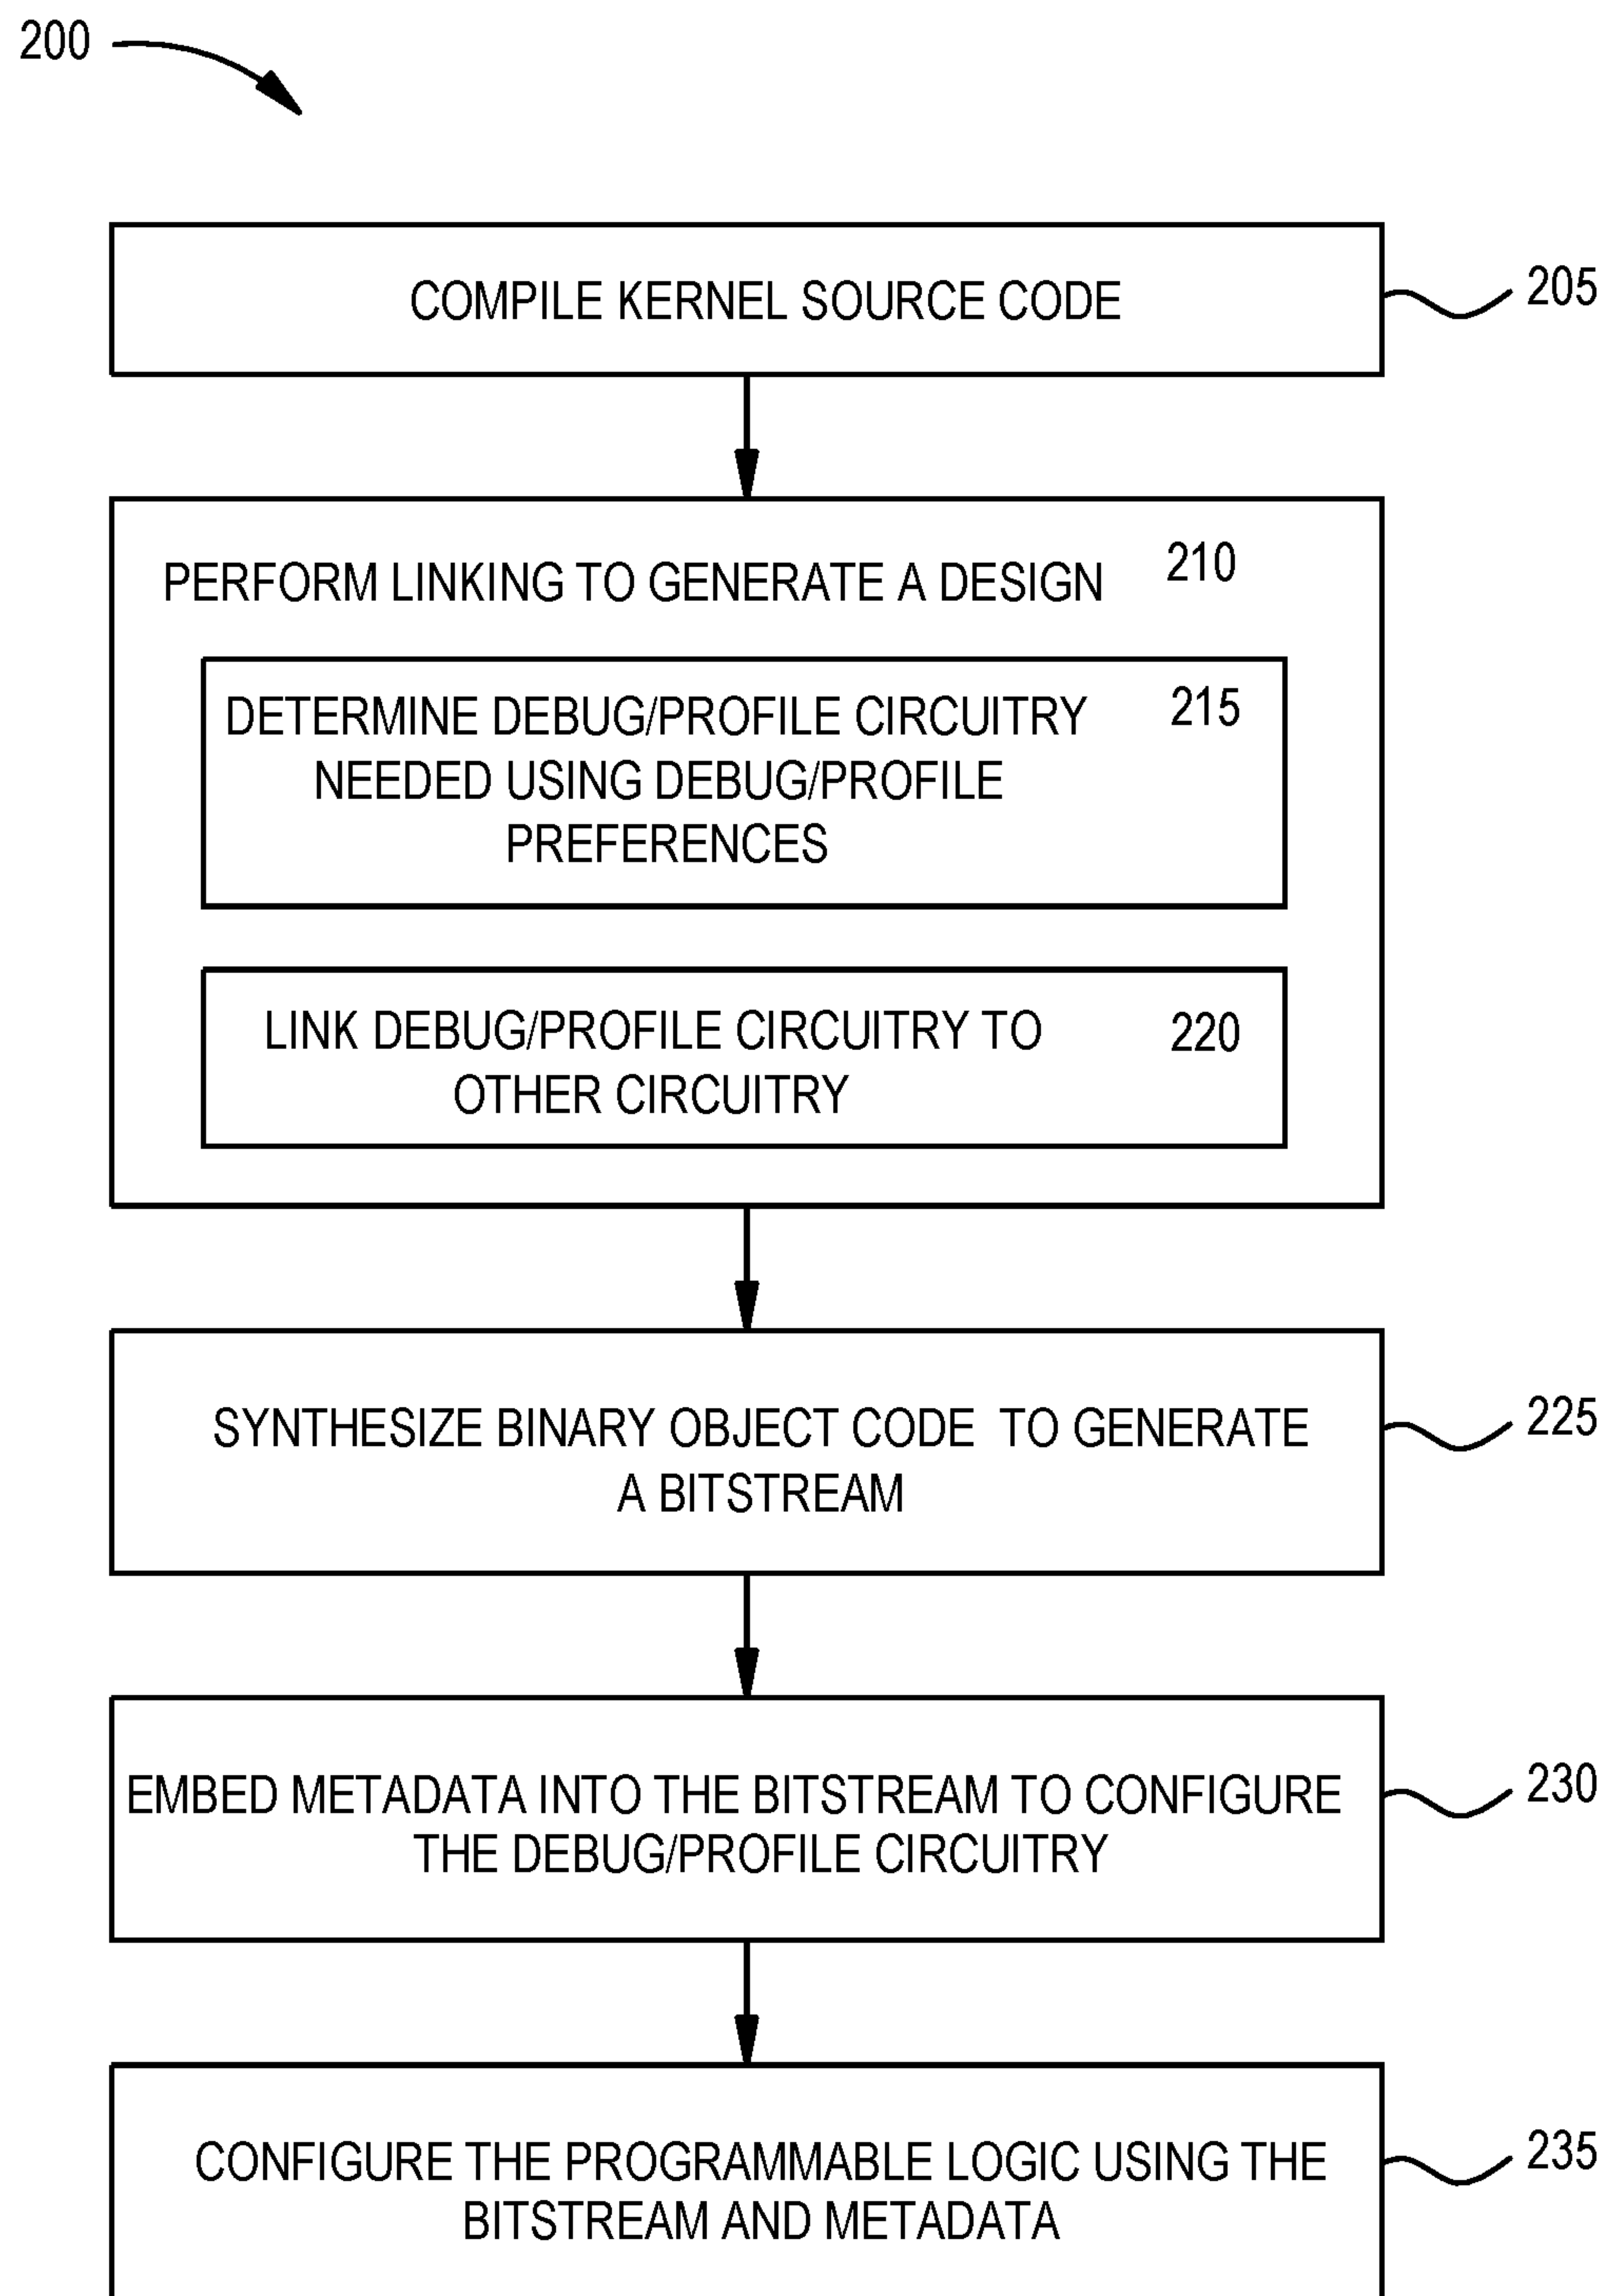 200
COMPILE KERNEL SOURCE CODE
205
PERFORM LINKING TO GENERATE A DESIGN
210
DETERMINE DEBUG/PROFILE CIRCUITRY
215
NEEDED USING DEBUG/PROFILE
PREFERENCES
LINK DEBUG/PROFILE CIRCUITRY TO
220
OTHER CIRCUITRY
SYNTHESIZE BINARY OBJECT CODE TO GENERATE
225
A BITSTREAM
EMBED METADATA INTO THE BITSTREAM TO CONFIGURE
230
THE DEBUG/PROFILE CIRCUITRY
CONFIGURE THE PROGRAMMABLE LOGIC USING THE
235
BITSTREAM AND METADATA